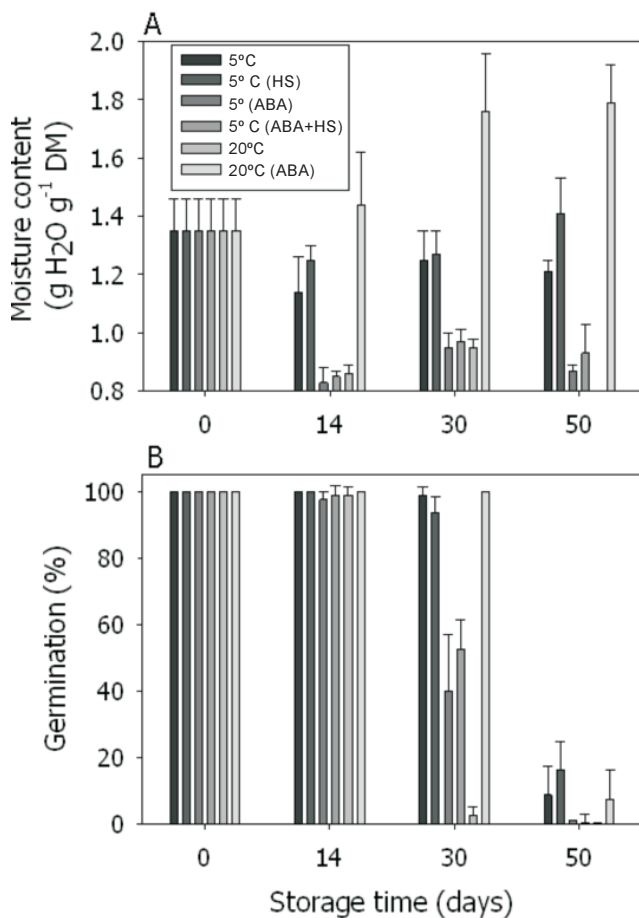 A
Moisture content
(g H2O g-1 DM)
2.0
1.8
1.6
1.4
1.2
1.0
0.8
5ºC
5º C (HS)
5º (ABA)
5º C (ABA+HS)
20ºC
20ºC (ABA)
0 14 30 50
B
Germination (%)
100
80
60
40
20
0
0 14 30 50
Storage time (days)